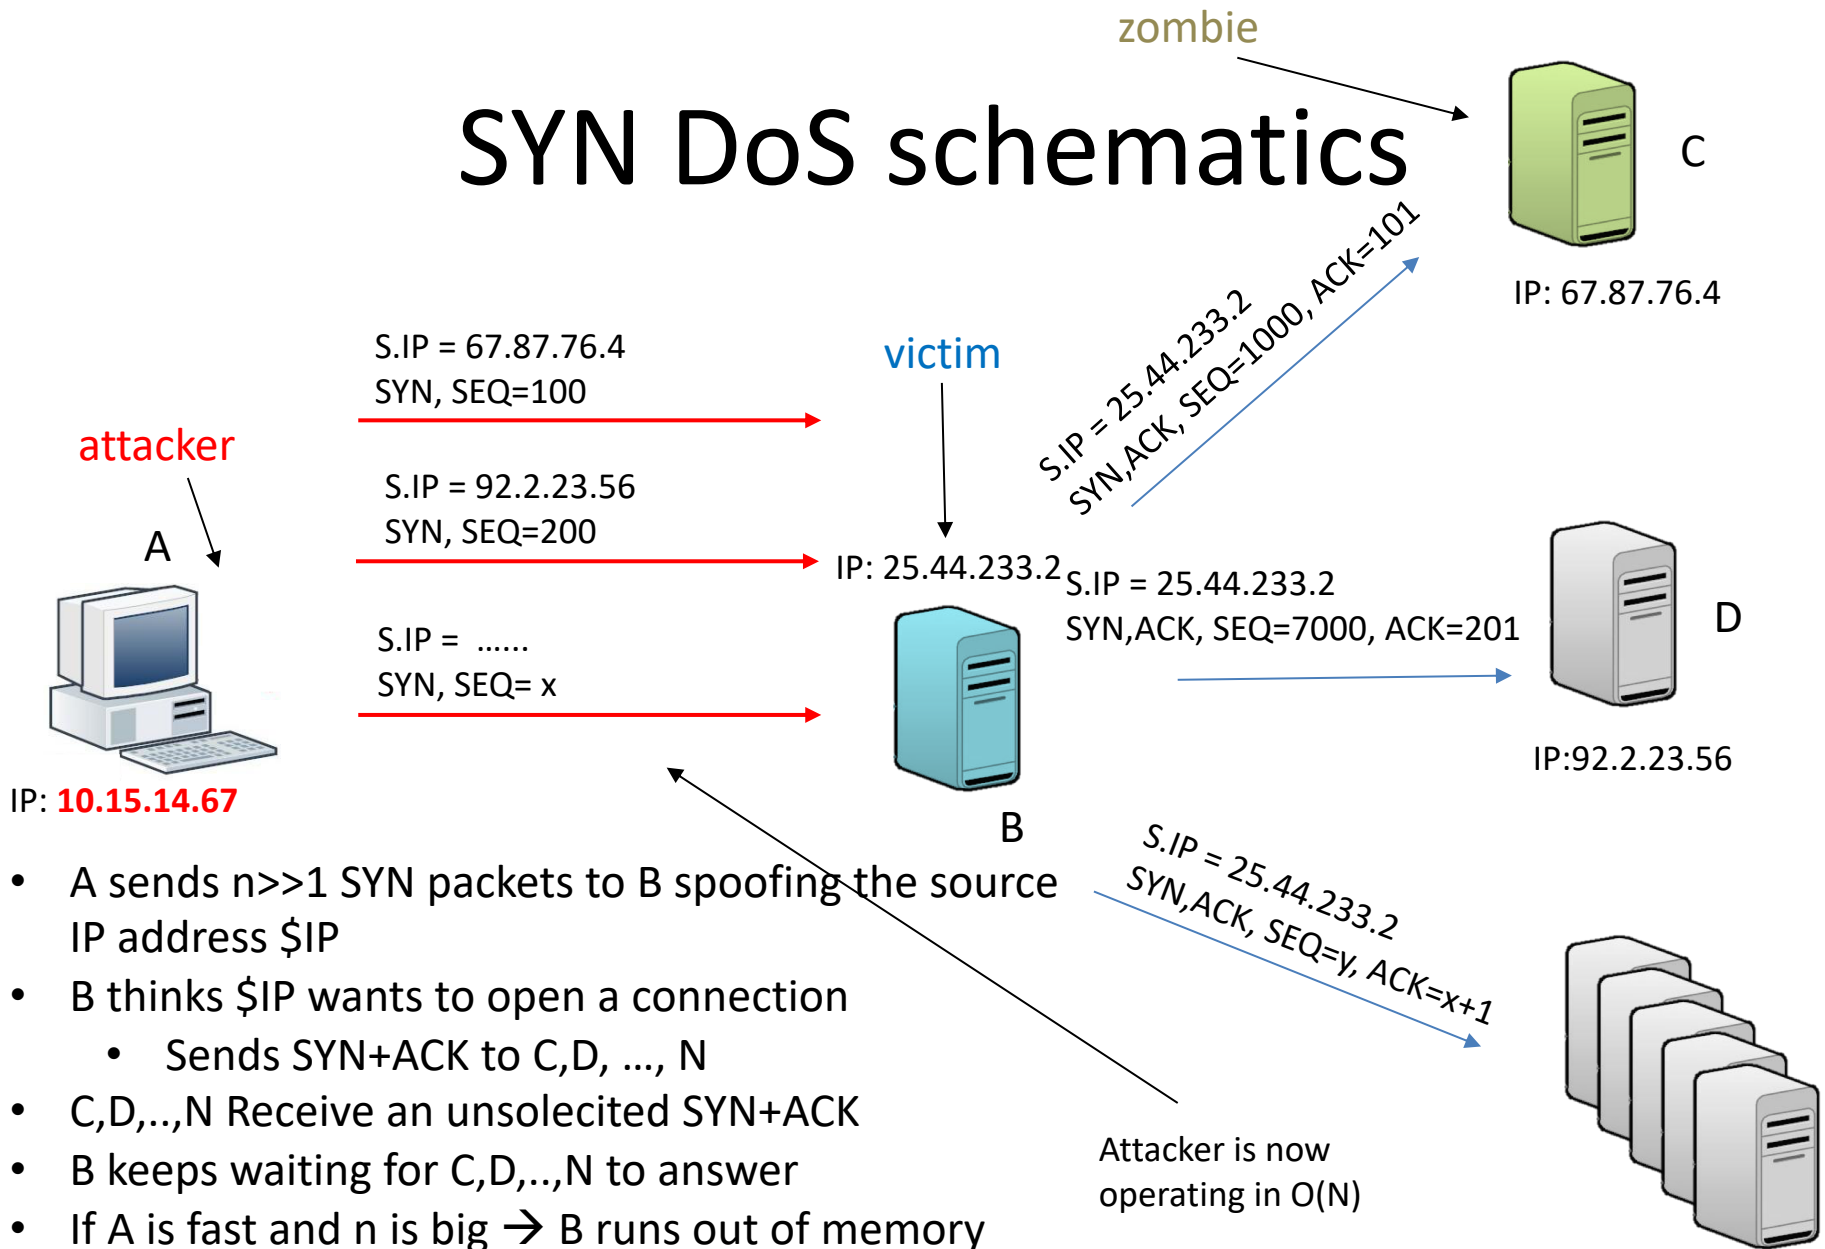 zombie
SYN DoS schematics
C
IP: 67.87.76.4
S.IP = 67.87.76.4
SYN, SEQ=100
victim
S.IP = 25.44.233.2
SYN,ACK, SEQ=1000, ACK=101
attacker
S.IP = 92.2.23.56
SYN, SEQ=200
A
IP: 25.44.233.2
S.IP = 25.44.233.2
SYN,ACK, SEQ=7000, ACK=201
D
S.IP = ......
SYN, SEQ= x
IP:92.2.23.56
IP: 10.15.14.67
B
S.IP = 25.44.233.2
SYN,ACK, SEQ=y, ACK=x+1
• A sends n>>1 SYN packets to B spoofing the source
IP address $IP
• B thinks $IP wants to open a connection
• Sends SYN+ACK to C,D, ..., N
• C,D,..,N Receive an unsolecited SYN+ACK
• B keeps waiting for C,D,..,N to answer
• If A is fast and n is big → B runs out of memory
Attacker is now
operating in O(N)